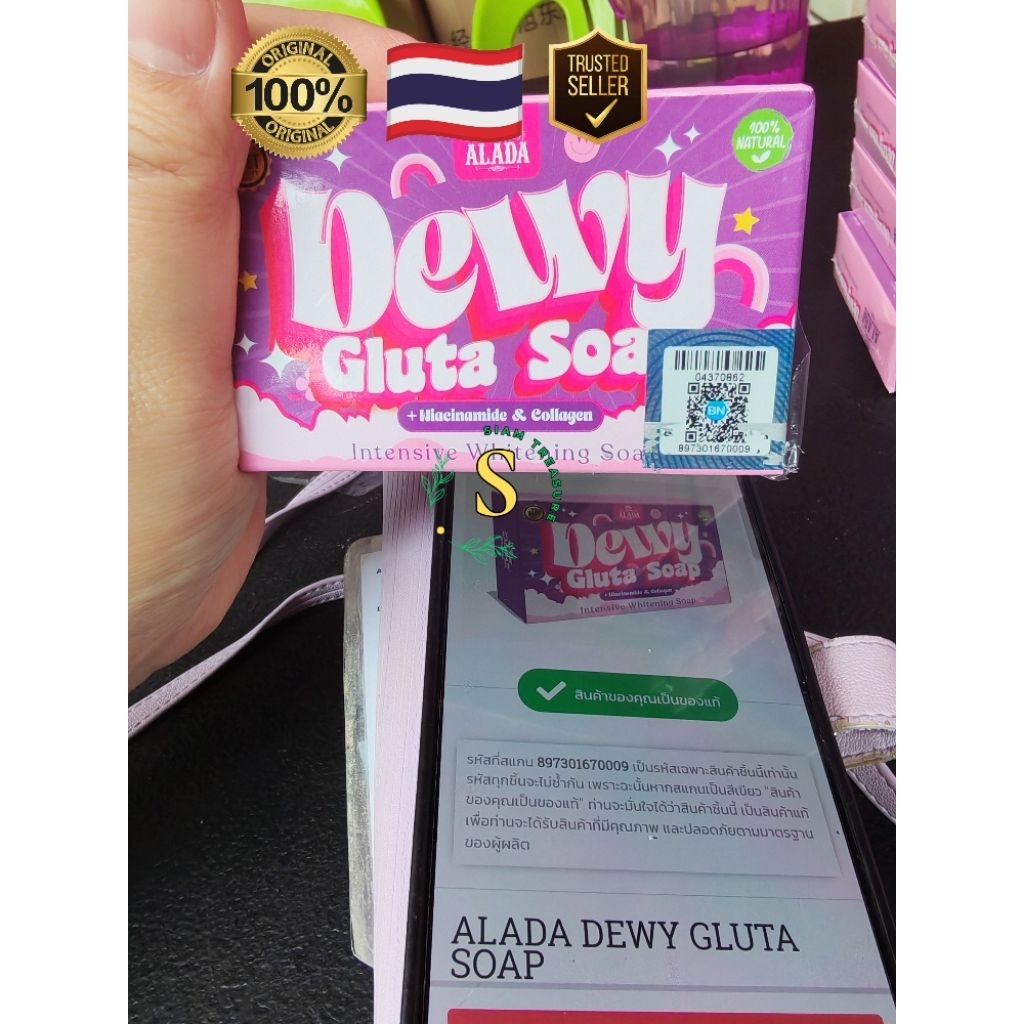 ORIGINAL
100%
ORIGINAL
TRUSTED
SELLER
ALADA
100%
NATURAL
Dewy
Gluta Soa
+ Niacinamide & Collagen
Intensive Whitening Soa
04370862
BN
897301670009
SIAM TREASURE
S
ALADA
Dewy
Gluta Soap
+ Niacinamide & Collagen
Intensive Whitening Soap
สินค้าของคุณเป็นของแท้
รหัสที่สแกน 897301670009 เป็นรหัสเฉพาะสินค้าชิ้นนี้เท่านั้น
รหัสทุกชิ้นจะไม่ซ้ำกัน เพราะฉะนั้นหากสแกนเป็นสีเขียว "สินค้า
ของคุณเป็นของแท้" ท่านจะมั่นใจได้ว่าสินค้าชิ้นนี้ เป็นสินค้าแท้
เพื่อท่านจะได้รับสินค้าที่มีคุณภาพ และปลอดภัยตามมาตรฐาน
ของผู้ผลิต
ALADA DEWY GLUTA
SOAP